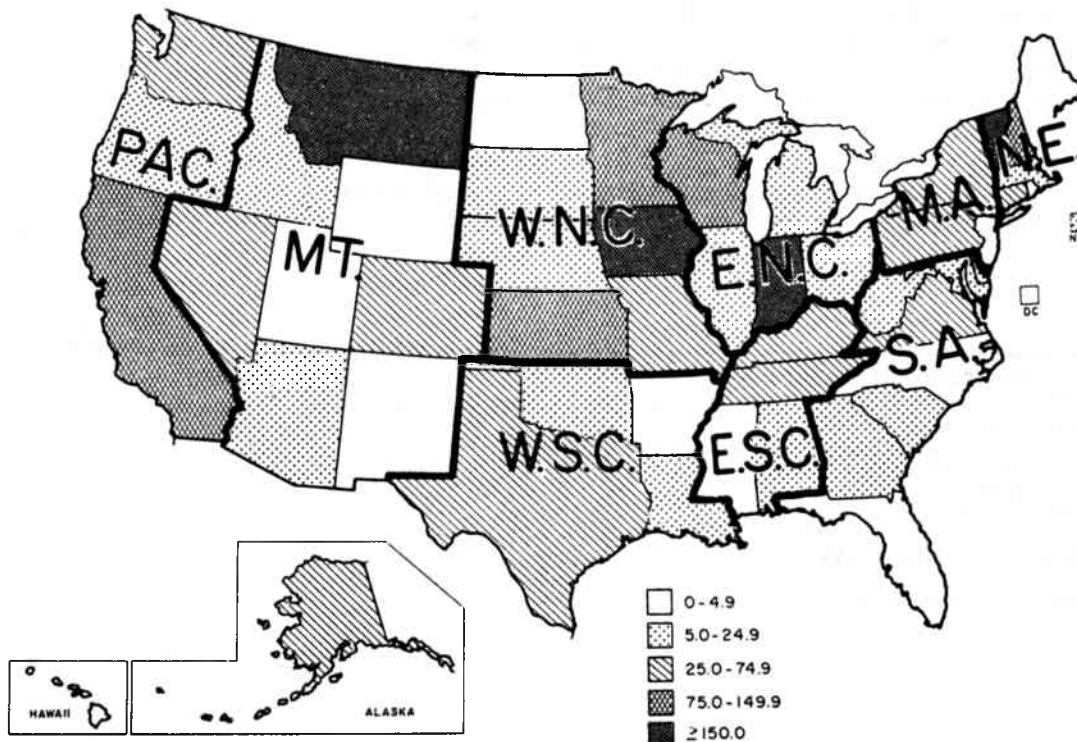 PAC.
MT.
W.N.C.
E.N.C.
M.A.
N.E.
S.A.
W.S.C.
E.S.C.
DC
0-4.9
5.0-24.9
25.0-74.9
75.0-149.9
≥150.0
HAWAII
ALASKA